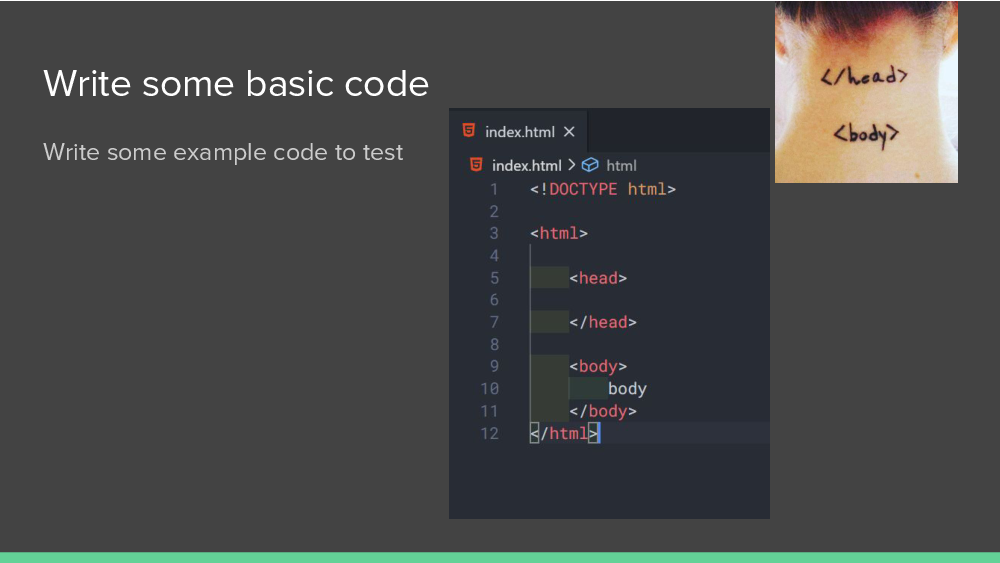 Write some basic code
Write some example code to test
index.html ×
index.html > html
1 <!DOCTYPE html>
2
3 <html>
4
5 <head>
6
7 </head>
8
9 <body>
10 body
11 </body>
12 </html>
</head>
<body>